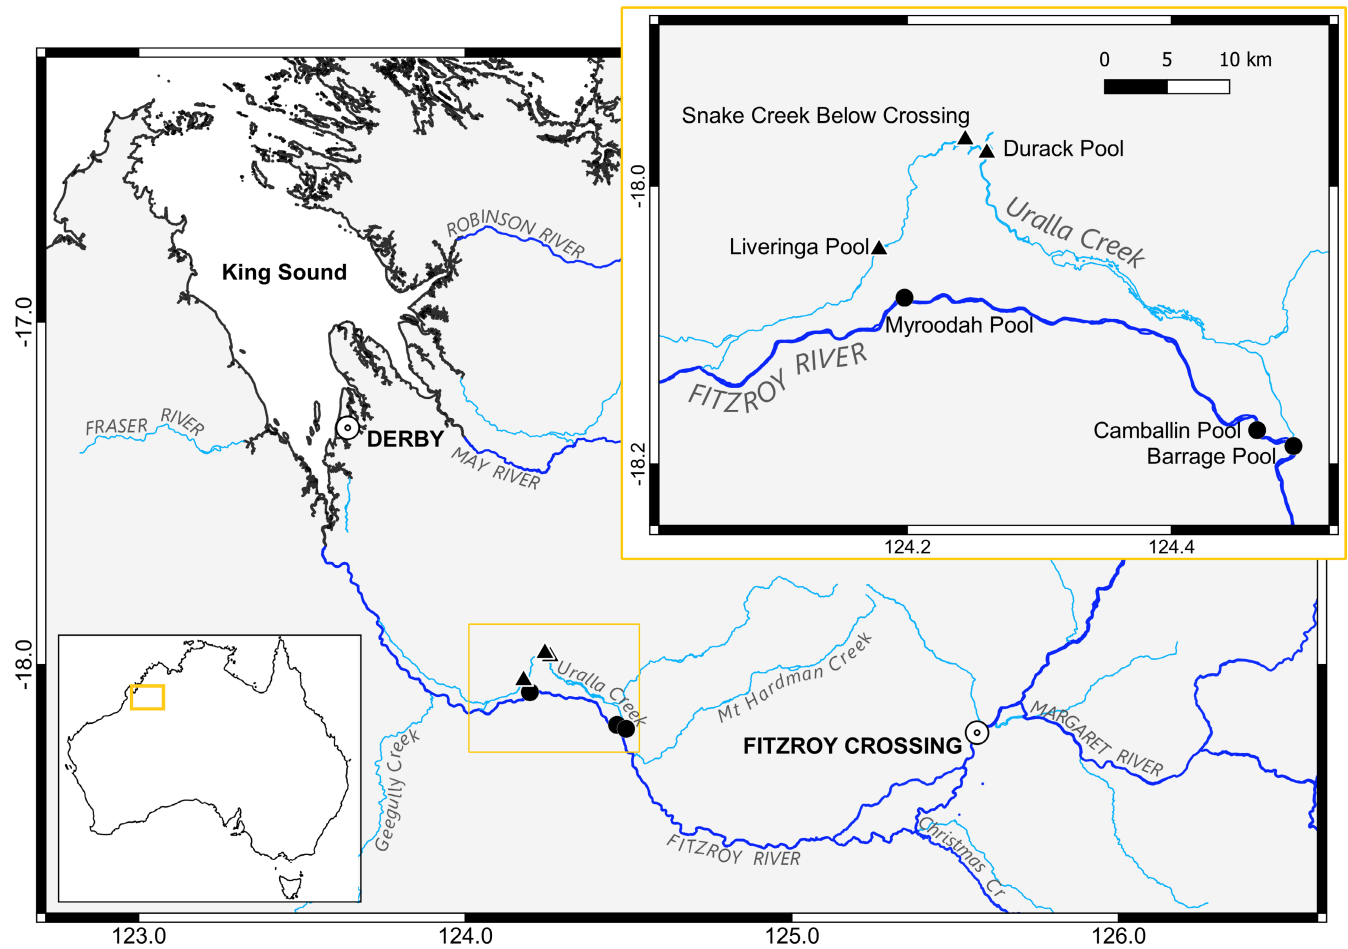 0 5 10 km
Snake Creek Below Crossing
Durack Pool
-18.0
Uralla Creek
Liveringa Pool
Myroodah Pool
FITZROY RIVER
Camballin Pool
Barrage Pool
-18.2
124.2 124.4
ROBINSON RIVER
King Sound
-17.0
FRASER RIVER
DERBY
MAY RIVER
-18.0
Uralla Creek
Mt Hardman Creek
MARGARET RIVER
FITZROY CROSSING
Geegully Creek
FITZROY RIVER
Christmas Cr
123.0 124.0 125.0 126.0